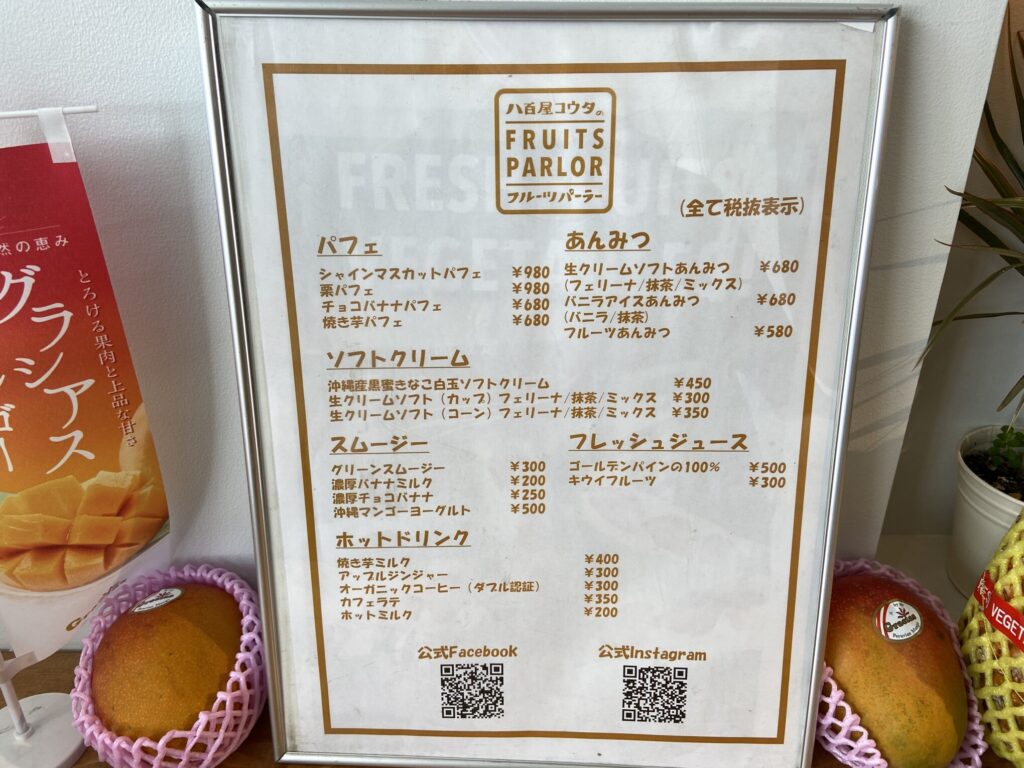 八百屋コウタの
FRUITS
PARLOR
フルーツパーラー
(全て税抜表示)
パフェ
シャインマスカットパフェ ¥980
栗パフェ ¥980
チョコバナナパフェ ¥680
焼き芋パフェ ¥680
あんみつ
生クリームソフトあんみつ ¥680
(フェリーナ/抹茶/ミックス)
バニラアイスあんみつ ¥680
(バニラ/抹茶)
フルーツあんみつ ¥580
ソフトクリーム
沖縄産黒蜜きなこ白玉ソフトクリーム ¥450
生クリームソフト（カップ）フェリーナ/抹茶/ミックス ¥300
生クリームソフト（コーン）フェリーナ/抹茶/ミックス ¥350
スムージー
グリーンスムージー ¥300
濃厚バナナミルク ¥200
濃厚チョコバナナ ¥250
沖縄マンゴーヨーグルト ¥500
フレッシュジュース
ゴールデンパインの100% ¥500
キウイフルーツ ¥300
ホットドリンク
焼き芋ミルク ¥400
アップルジンジャー ¥300
オーガニックコーヒー（ダブル認証） ¥300
カフェラテ ¥350
ホットミルク ¥200
公式Facebook
公式Instagram
然の恵み
グラシアス
とろける果肉と上品な甘さ
VEGET